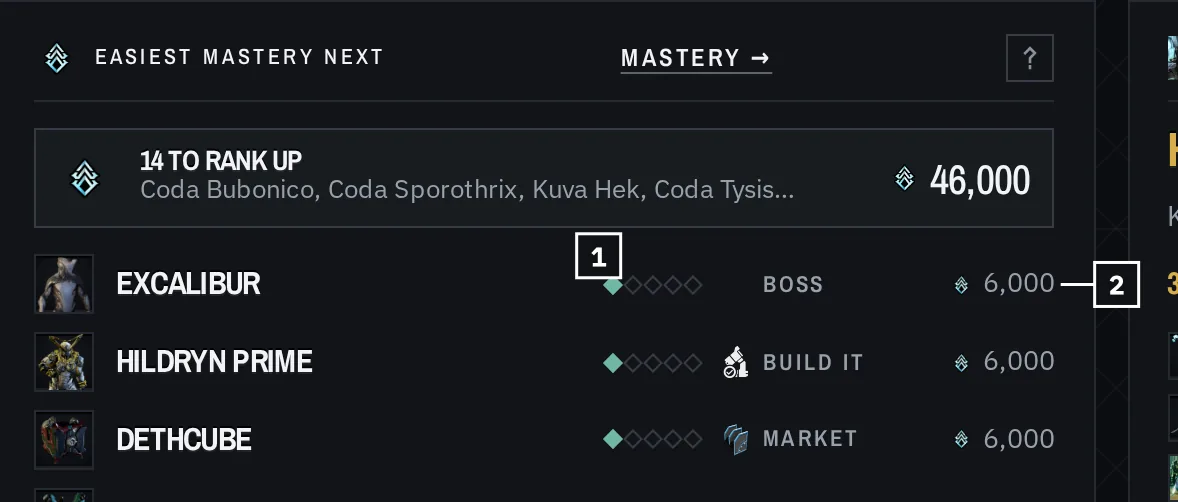 EASIEST MASTERY NEXT
MASTERY →
?
14 TO RANK UP
Coda Bubonico, Coda Sporothrix, Kuva Hek, Coda Tysis...
46,000
1
EXCALIBUR
BOSS
6,000
2
HILDRYN PRIME
BUILD IT
6,000
DETHCUBE
MARKET
6,000